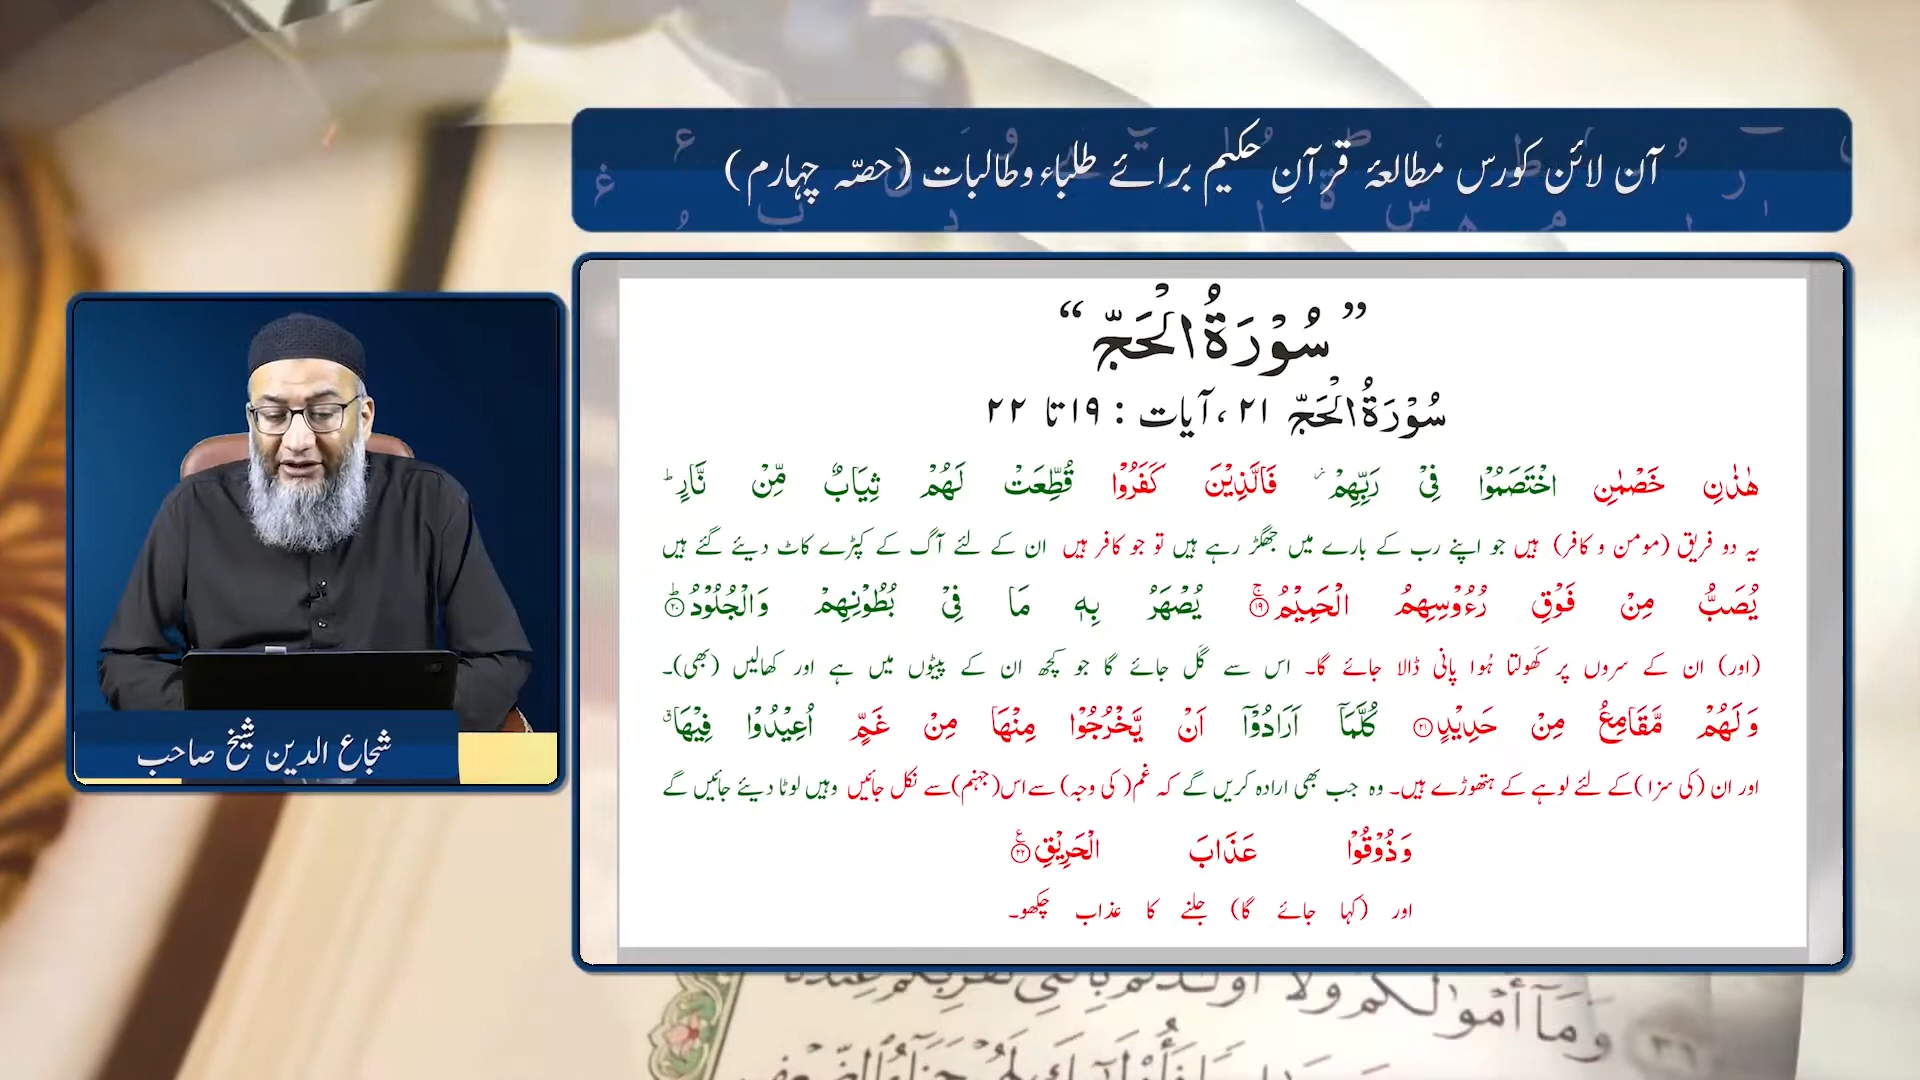 آن لائن کورس مطالعۂ قرآنِ حکیم برائے طلباء وطالبات (حصّہ چہارم)
”سُوْرَۃُ الْحَجِّ“
سُوْرَۃُ الْحَجِّ ۲۱، آیات : ۱۹ تا ۲۲
هٰذٰنِ خَصْمٰنِ اخْتَصَمُوْا فِیْ رَبِّهِمْ ؗ فَالَّذِیْنَ كَفَرُوْا قُطِّعَتْ لَهُمْ ثِیَابٌ مِّنْ نَّارٍ ؕ
یہ دو فریق (مومن و کافر) ہیں جو اپنے رب کے بارے میں جھگڑ رہے ہیں تو جو کافر ہیں ان کے لئے آگ کے کپڑے کاٹ دیئے گئے ہیں
یُصَبُّ مِنْ فَوْقِ رُءُوْسِهِمُ الْحَمِیْمُ ۚ۝۱۹ یُصْهَرُ بِهٖ مَا فِیْ بُطُوْنِهِمْ وَالْجُلُوْدُ ؕ۝۲۰
(اور) ان کے سروں پر کَھولتا ہُوا پانی ڈالا جائے گا۔ اس سے گَل جائے گا جو کچھ ان کے پیٹوں میں ہے اور کھالیں (بھی)۔
وَلَهُمْ مَّقَامِعُ مِنْ حَدِیْدٍ ۝۲۱ كُلَّمَاۤ اَرَادُوْۤا اَنْ یَّخْرُجُوْا مِنْهَا مِنْ غَمٍّ اُعِیْدُوْا فِیْهَا ۗ
اور ان (کی سزا) کے لئے لوہے کے ہتھوڑے ہیں۔ وہ جب بھی ارادہ کریں گے کہ غم (کی وجہ) سے اس (جہنم) سے نکل جائیں وہیں لوٹا دیئے جائیں گے
وَذُوْقُوْا عَذَابَ الْحَرِیْقِ ۠۝۲۲
اور (کہا جائے گا) جلنے کا عذاب چکھو۔
شجاع الدین شیخ صاحب